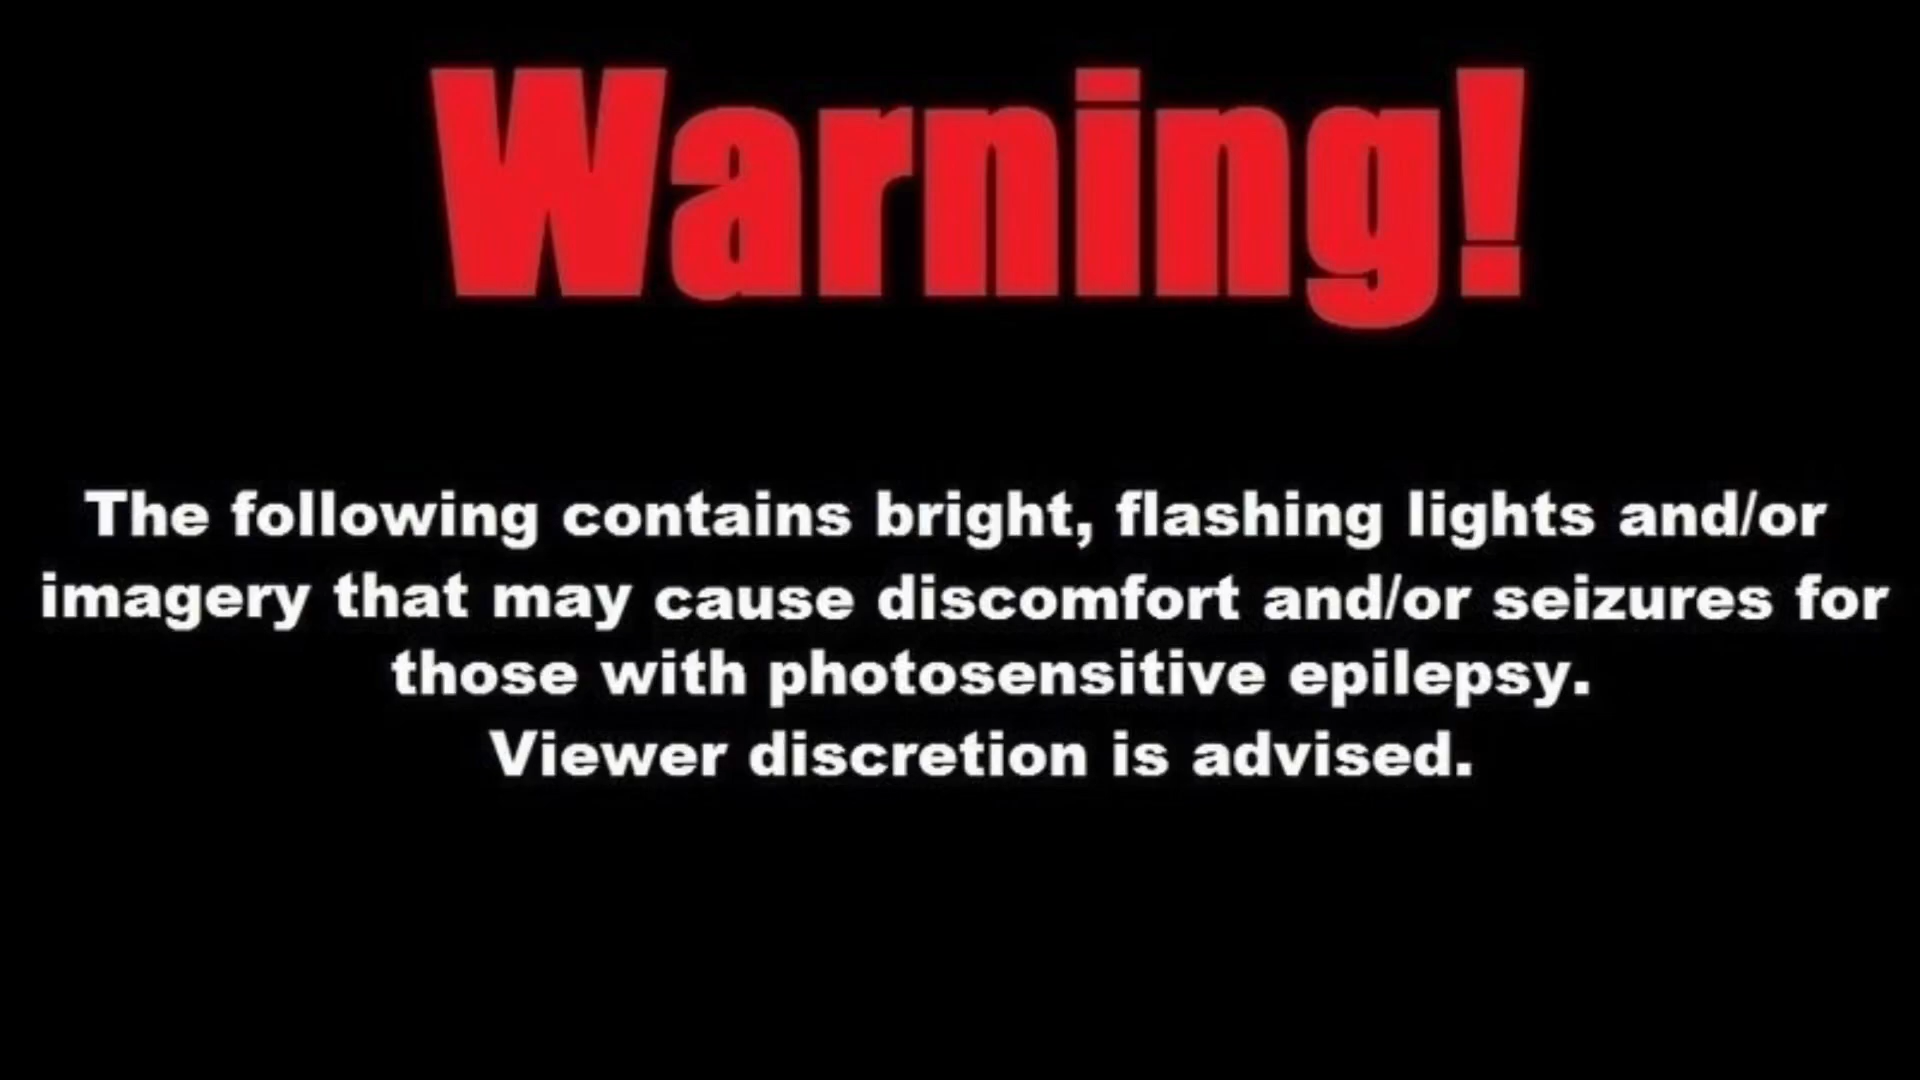 Warning!
The following contains bright, flashing lights and/or
imagery that may cause discomfort and/or seizures for
those with photosensitive epilepsy.
Viewer discretion is advised.